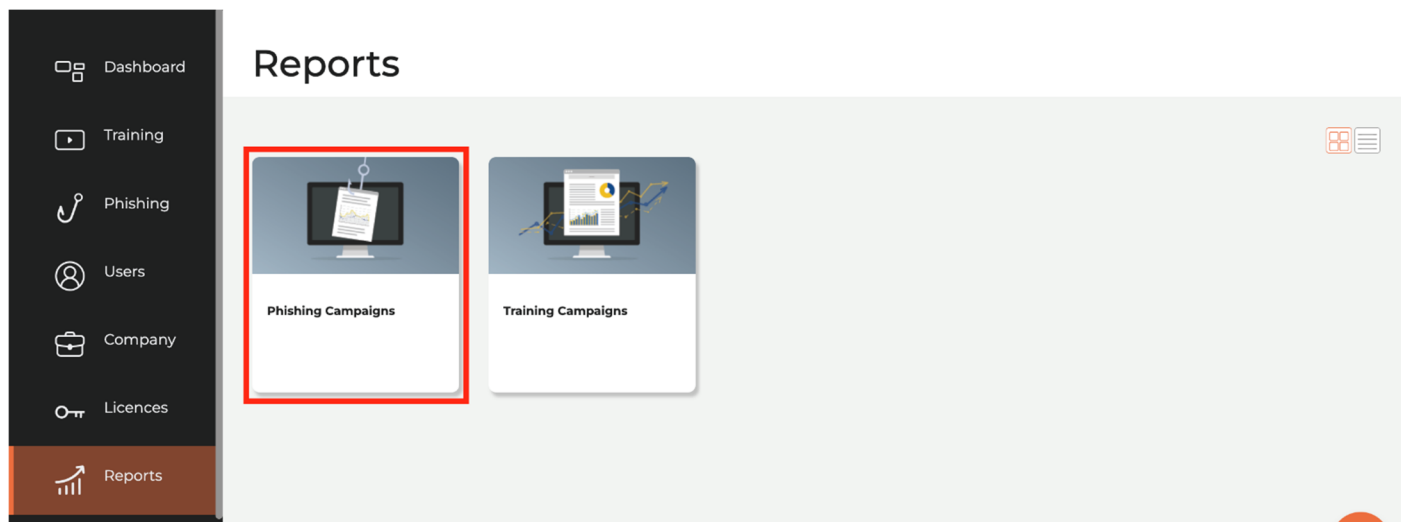 Dashboard
Training
Phishing
Users
Company
Licences
Reports
Reports
Phishing Campaigns
Training Campaigns